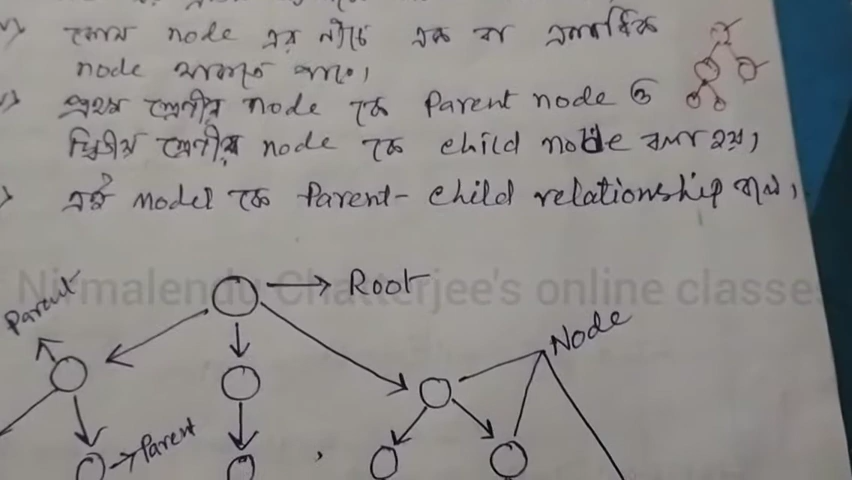 কোনো node এর নীচে এক বা একাধিক
node থাকতে পারে।
প্রথম শ্রেণীর node কে Parent node ও
দ্বিতীয় শ্রেণীর node কে child node বলা হয়।
এই model কে Parent-child relationship বলে।
Nirmalendu Chatterjee's online classes
Root
Parent
Node
Parent